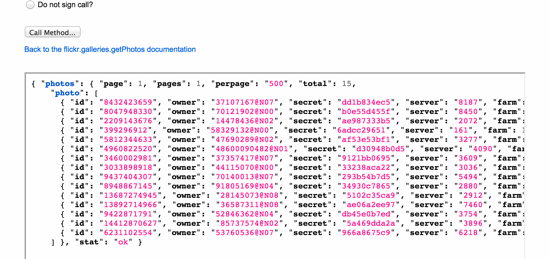 Do not sign call?
Call Method...
Back to the flickr.galleries.getPhotos documentation
{ "photos": { "page": 1, "pages": 1, "perpage": "500", "total": 15,
"photo": [
{ "id": "8432423659", "owner": "37107167@N07", "secret": "dd1b834ec5", "server": "8187", "farm"
{ "id": "8047948330", "owner": "70121902@N00", "secret": "b0e55d455f", "server": "8450", "farm"
{ "id": "2209143676", "owner": "14478436@N02", "secret": "ae987333b5", "server": "2072", "farm"
{ "id": "399296912", "owner": "58329132@N00", "secret": "6adcc29651", "server": "161", "farm":
{ "id": "5812344633", "owner": "47690289@N02", "secret": "af53e53bf1", "server": "3277", "farm"
{ "id": "4960822520", "owner": "48600090482@N01", "secret": "d30948b0d5", "server": "4090", "far
{ "id": "3460002981", "owner": "37357417@N07", "secret": "9121bb0695", "server": "3609", "farm"
{ "id": "3033898918", "owner": "44115070@N00", "secret": "33238aca22", "server": "3036", "farm"
{ "id": "9437404307", "owner": "70140013@N07", "secret": "293b54b7d5", "server": "5494", "farm"
{ "id": "8948867145", "owner": "91805169@N04", "secret": "34930c7865", "server": "2880", "farm"
{ "id": "13687274945", "owner": "28145073@N08", "secret": "5102c35ca9", "server": "2912", "farm"
{ "id": "13892714966", "owner": "36587311@N08", "secret": "ae06a2ee97", "server": "7460", "farm"
{ "id": "9422871791", "owner": "52846362@N04", "secret": "db45e0b7ed", "server": "3754", "farm"
{ "id": "14412870627", "owner": "85737574@N02", "secret": "5a469dda2a", "server": "3896", "farm"
{ "id": "6231102554", "owner": "53760536@N07", "secret": "966a8675c9", "server": "6218", "farm"
] }, "stat": "ok" }